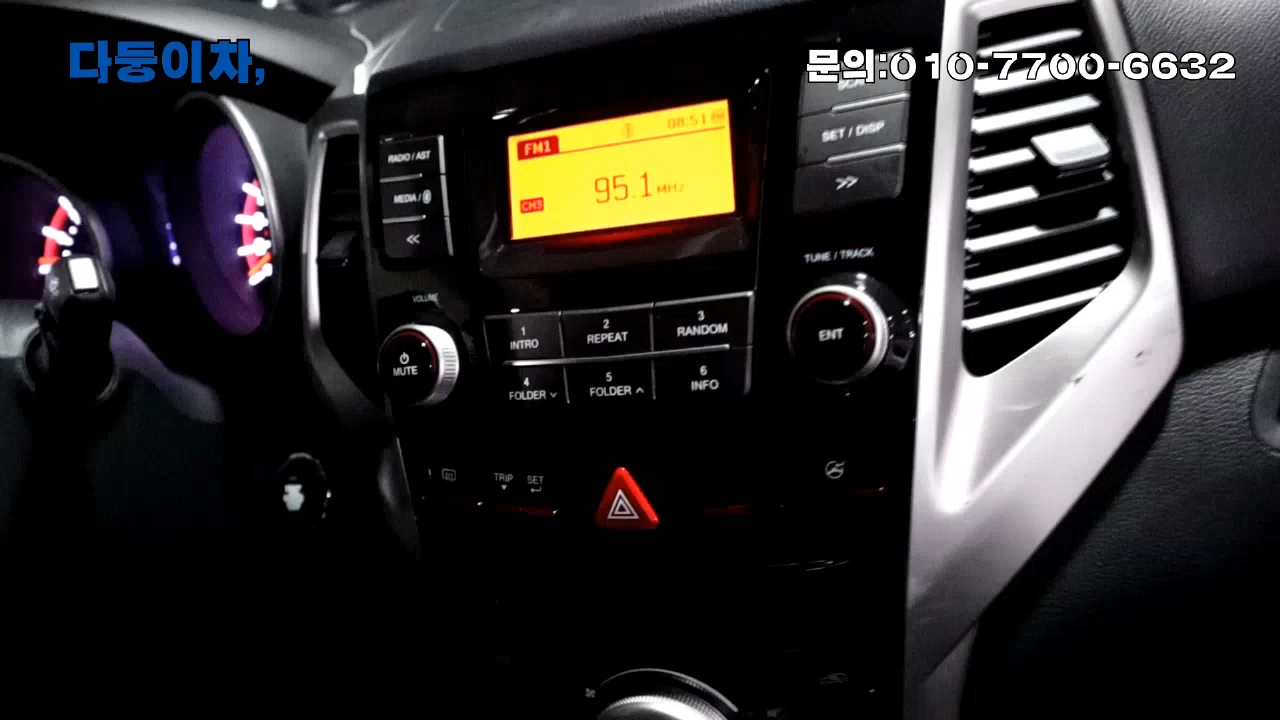 다둥이차,
문의:010-7700-6632
08:51
FM1
95.1 MHz
CH3
RADIO / AST
MEDIA /
<<
SET / DISP
>>
TUNE / TRACK
VOLUME
MUTE
ENT
1 INTRO
2 REPEAT
3 RANDOM
4 FOLDER
5 FOLDER
6 INFO
TRIP
SET